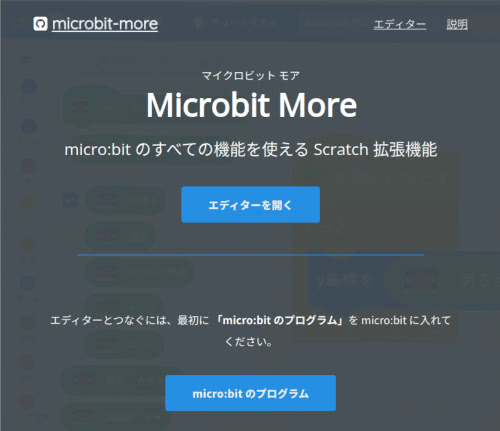 microbit-more
エディター
説明
マイクロビット モア
Microbit More
micro:bit のすべての機能を使える Scratch 拡張機能
エディターを開く
エディターとつなぐには、最初に 「micro:bit のプログラム」を micro:bit に入れて
ください。
micro:bit のプログラム